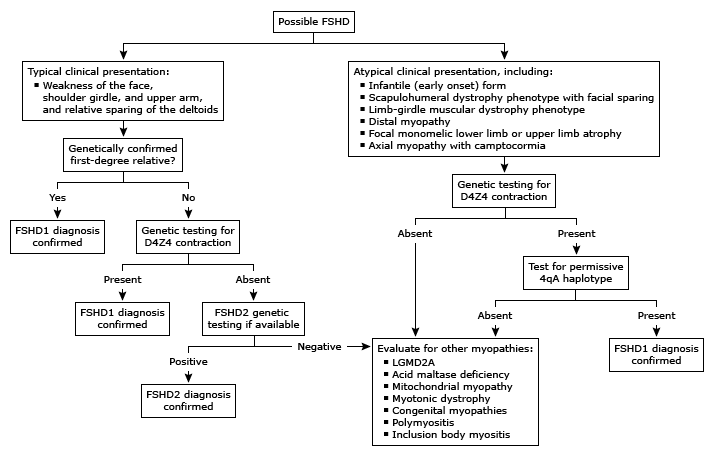 Possible FSHD
Typical clinical presentation:
▪ Weakness of the face,
shoulder girdle, and upper arm,
and relative sparing of the deltoids
Atypical clinical presentation, including:
▪ Infantile (early onset) form
▪ Scapulohumeral dystrophy phenotype with facial sparing
▪ Limb-girdle muscular dystrophy phenotype
▪ Distal myopathy
▪ Focal monomelic lower limb or upper limb atrophy
▪ Axial myopathy with camptocormia
Genetically confirmed
first-degree relative?
Yes
No
FSHD1 diagnosis
confirmed
Genetic testing for
D4Z4 contraction
Present
Absent
FSHD1 diagnosis
confirmed
FSHD2 genetic
testing if available
Positive
Negative
FSHD2 diagnosis
confirmed
Genetic testing for
D4Z4 contraction
Absent
Present
Test for permissive
4qA haplotype
Absent
Present
FSHD1 diagnosis
confirmed
Evaluate for other myopathies:
▪ LGMD2A
▪ Acid maltase deficiency
▪ Mitochondrial myopathy
▪ Myotonic dystrophy
▪ Congenital myopathies
▪ Polymyositis
▪ Inclusion body myositis